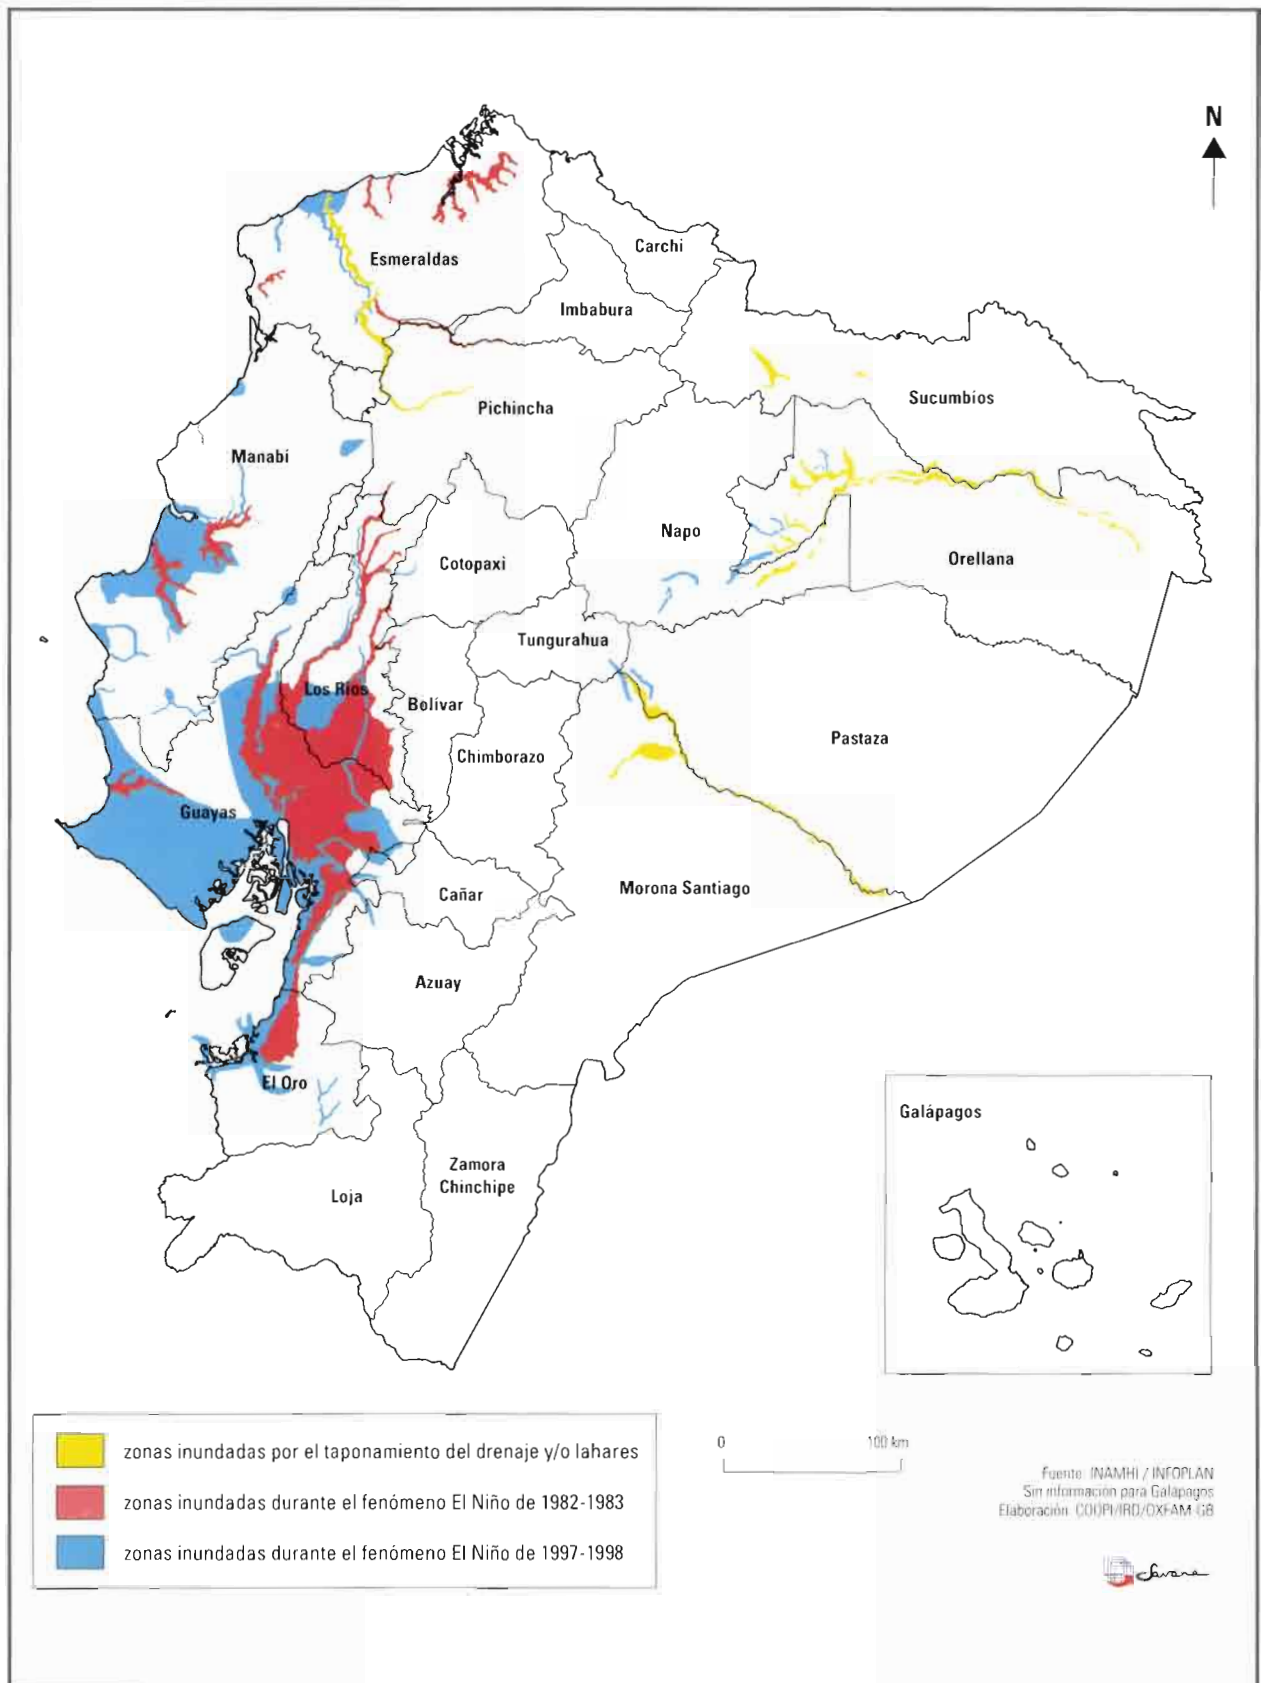 N
Carchi
Esmeraldas
Imbabura
Sucumbios
Pichincha
Manabí
Napo
Orellana
Cotopaxi
Tungurahua
Los Ríos
Bolívar
Pastaza
Chimborazo
Guayas
Morona Santiago
Cañar
Azuay
El Oro
Galápagos
Zamora
Chinchipe
Loja
zonas inundadas por el taponamiento del drenaje y/o lahares
zonas inundadas durante el fenómeno El Niño de 1982-1983
zonas inundadas durante el fenómeno El Niño de 1997-1998
0 100 km
Fuente: INAMHI / INFOPLAN
Sin información para Galápagos
Elaboración: COOPI/IRD/OXFAM-GB
Savane